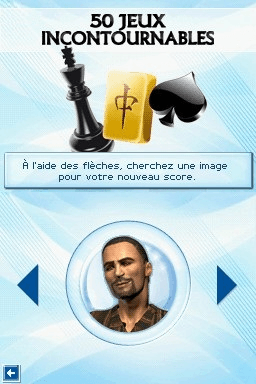 50 JEUX
INCONTOURNABLES
À l'aide des flèches, cherchez une image
pour votre nouveau score.